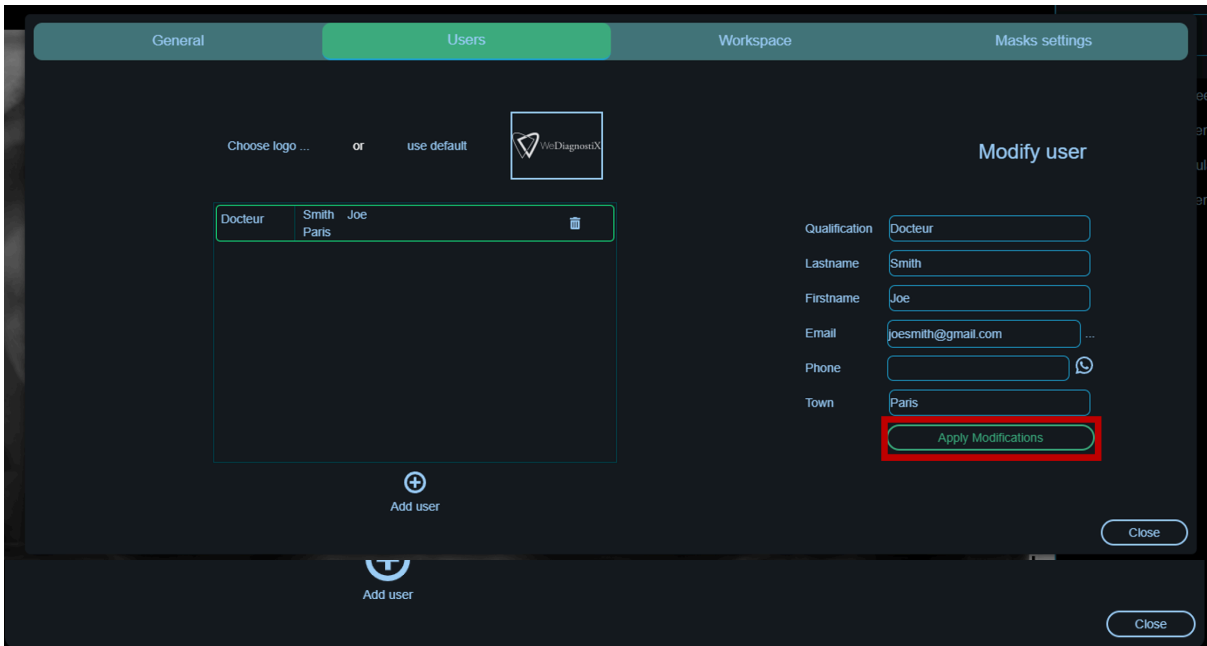 General Users Workspace Masks settings
Choose logo ... or use default
WeDiagnostiX
Modify user
Docteur Smith Joe
Paris
Qualification Docteur
Lastname Smith
Firstname Joe
Email joesmith@gmail.com ...
Phone
Town Paris
Apply Modifications
Add user
Close
Add user
Close